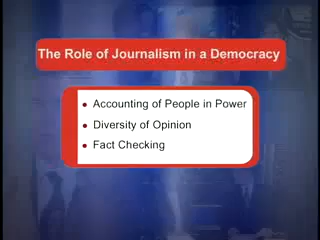 The Role of Journalism in a Democracy
• Accounting of People in Power
• Diversity of Opinion
• Fact Checking